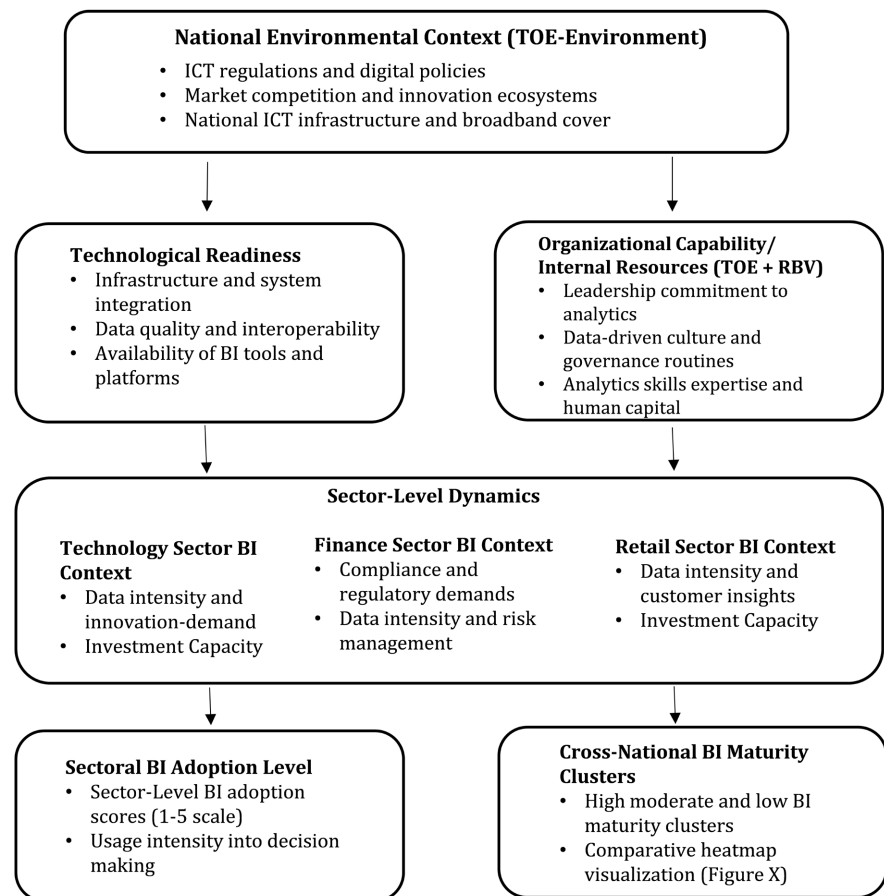 National Environmental Context (TOE-Environment)
• ICT regulations and digital policies
• Market competition and innovation ecosystems
• National ICT infrastructure and broadband cover
Technological Readiness
• Infrastructure and system
integration
• Data quality and interoperability
• Availability of BI tools and
platforms
Organizational Capability/
Internal Resources (TOE + RBV)
• Leadership commitment to
analytics
• Data-driven culture and
governance routines
• Analytics skills expertise and
human capital
Sector-Level Dynamics
Technology Sector BI
Context
• Data intensity and
innovation-demand
• Investment Capacity
Finance Sector BI Context
• Compliance and
regulatory demands
• Data intensity and risk
management
Retail Sector BI Context
• Data intensity and
customer insights
• Investment Capacity
Sectoral BI Adoption Level
• Sector-Level BI adoption
scores (1-5 scale)
• Usage intensity into decision
making
Cross-National BI Maturity
Clusters
• High moderate and low BI
maturity clusters
• Comparative heatmap
visualization (Figure X)